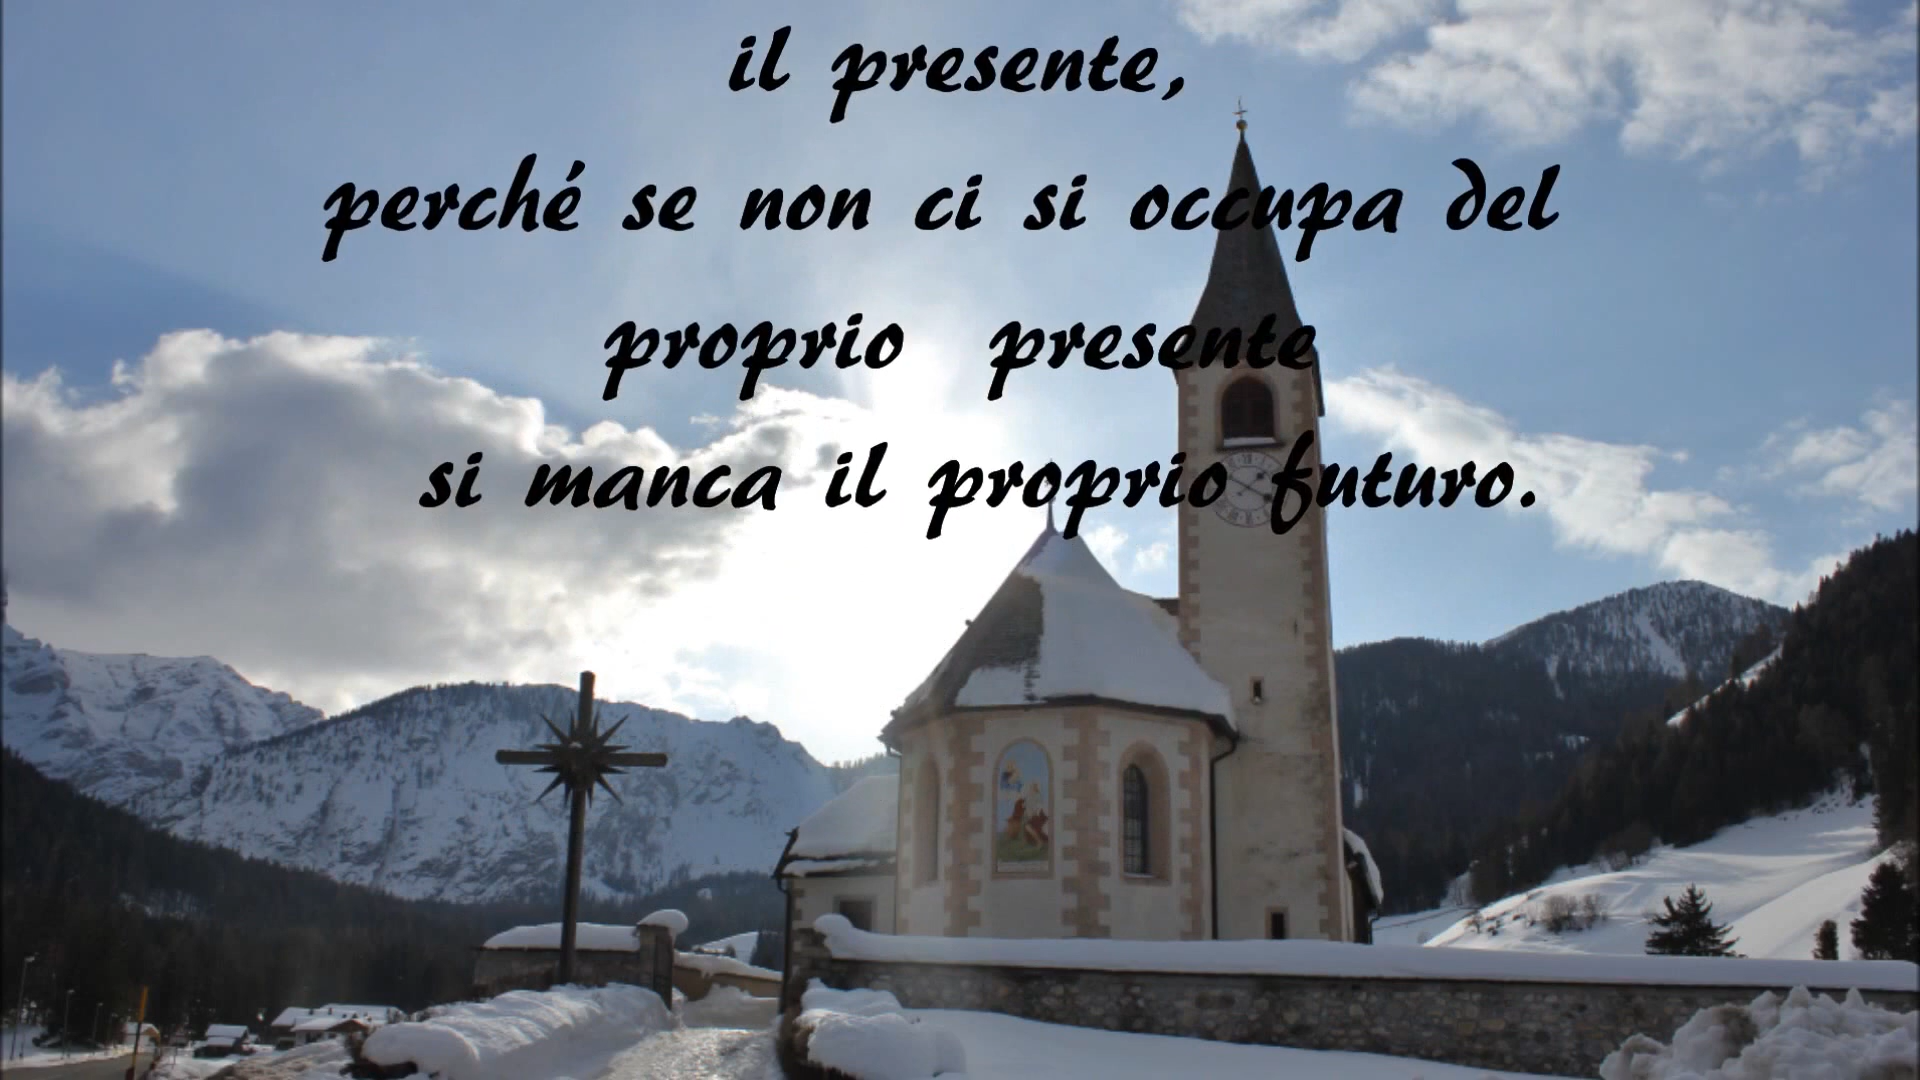 il presente,
perché se non ci si occupa del
proprio presente
si manca il proprio futuro.